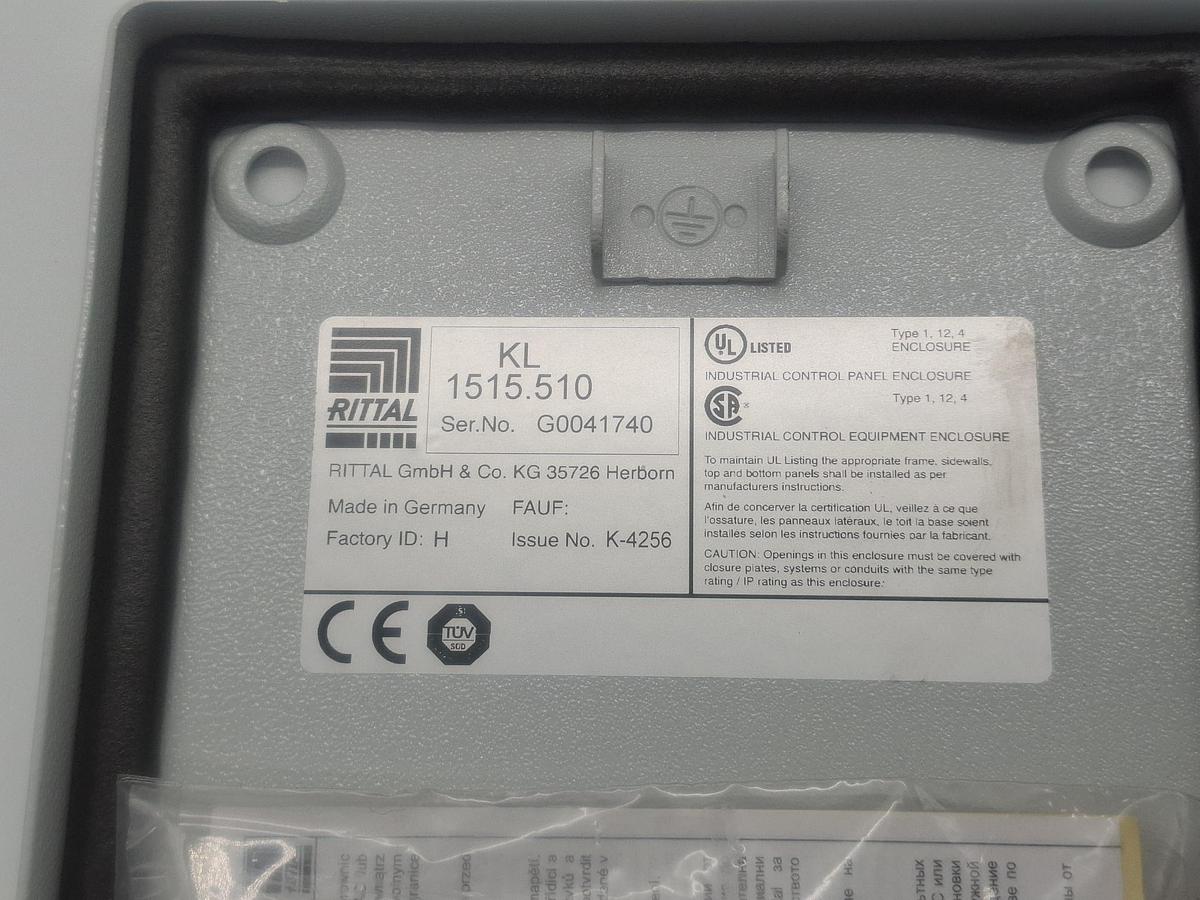 RITTAL
KL
1515.510
Ser.No. G0041740
RITTAL GmbH & Co. KG 35726 Herborn
Made in Germany FAUF:
Factory ID: H Issue No. K-4256
UL LISTED
Type 1, 12, 4
ENCLOSURE
INDUSTRIAL CONTROL PANEL ENCLOSURE
SA ®
Type 1, 12, 4
INDUSTRIAL CONTROL EQUIPMENT ENCLOSURE
To maintain UL Listing the appropriate frame, sidewalls,
top and bottom panels shall be installed as per
manufacturers instructions.
Afin de concerver la certification UL, veillez à ce que
l'ossature, les panneaux latéraux, le toit la base soient
installes selon les instructions fournies par la fabricant.
CAUTION: Openings in this enclosure must be covered with
closure plates, systems or conduits with the same type
rating / IP rating as this enclosure.
CE
TÜV
SÜD